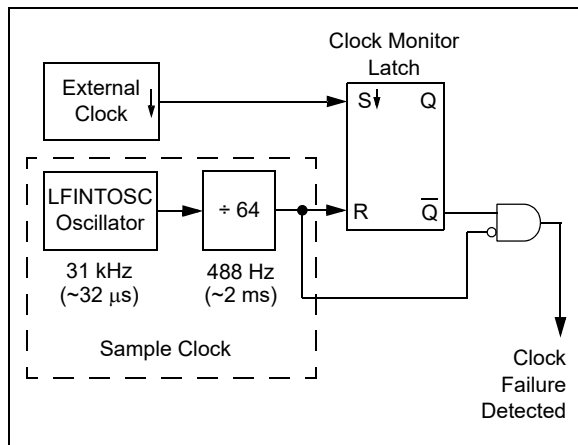 Clock Monitor
Latch
External
Clock
S
Q
LFINTOSC
Oscillator
÷ 64
R
Q̅
31 kHz
(~32 μs)
488 Hz
(~2 ms)
Sample Clock
Clock
Failure
Detected